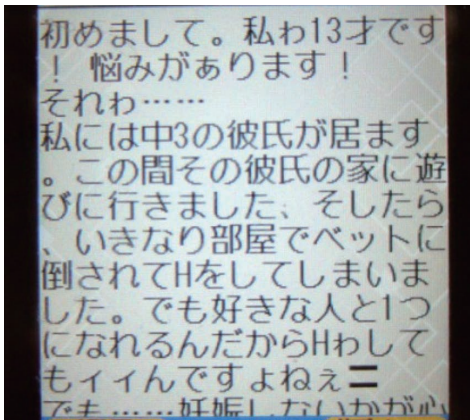 初めまして。私ゎ13才です
！ 悩みがぁります！
それゎ……
私には中3の彼氏が居ます
。この間その彼氏の家に遊
びに行きました、そしたら
、いきなり部屋でベットに
倒されてHをしてしまいま
した。でも好きな人と1つ
になれるんだからHゎして
もィィんですょねぇ〓
でも……妊娠しないかが心